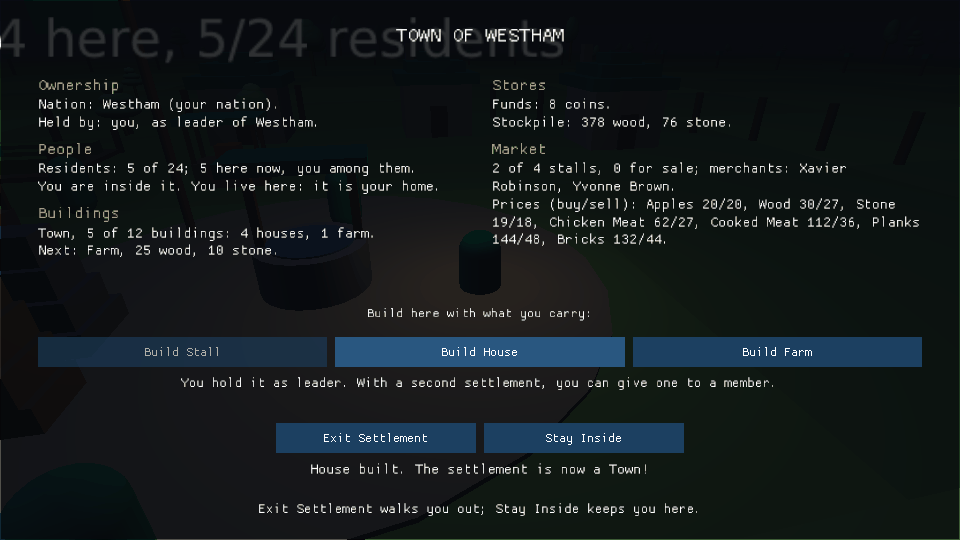 4 here, 5/24 residents
TOWN OF WESTHAM
Ownership
Nation: Westham (your nation).
Held by: you, as leader of Westham.
People
Residents: 5 of 24; 5 here now, you among them.
You are inside it. You live here: it is your home.
Buildings
Town, 5 of 12 buildings: 4 houses, 1 farm.
Next: Farm, 25 wood, 10 stone.
Stores
Funds: 8 coins.
Stockpile: 378 wood, 76 stone.
Market
2 of 4 stalls, 0 for sale; merchants: Xavier
Robinson, Yvonne Brown.
Prices (buy/sell): Apples 20/20, Wood 30/27, Stone
19/18, Chicken Meat 62/27, Cooked Meat 112/36, Planks
144/48, Bricks 132/44.
Build here with what you carry:
Build Stall
Build House
Build Farm
You hold it as leader. With a second settlement, you can give one to a member.
Exit Settlement
Stay Inside
House built. The settlement is now a Town!
Exit Settlement walks you out; Stay Inside keeps you here.